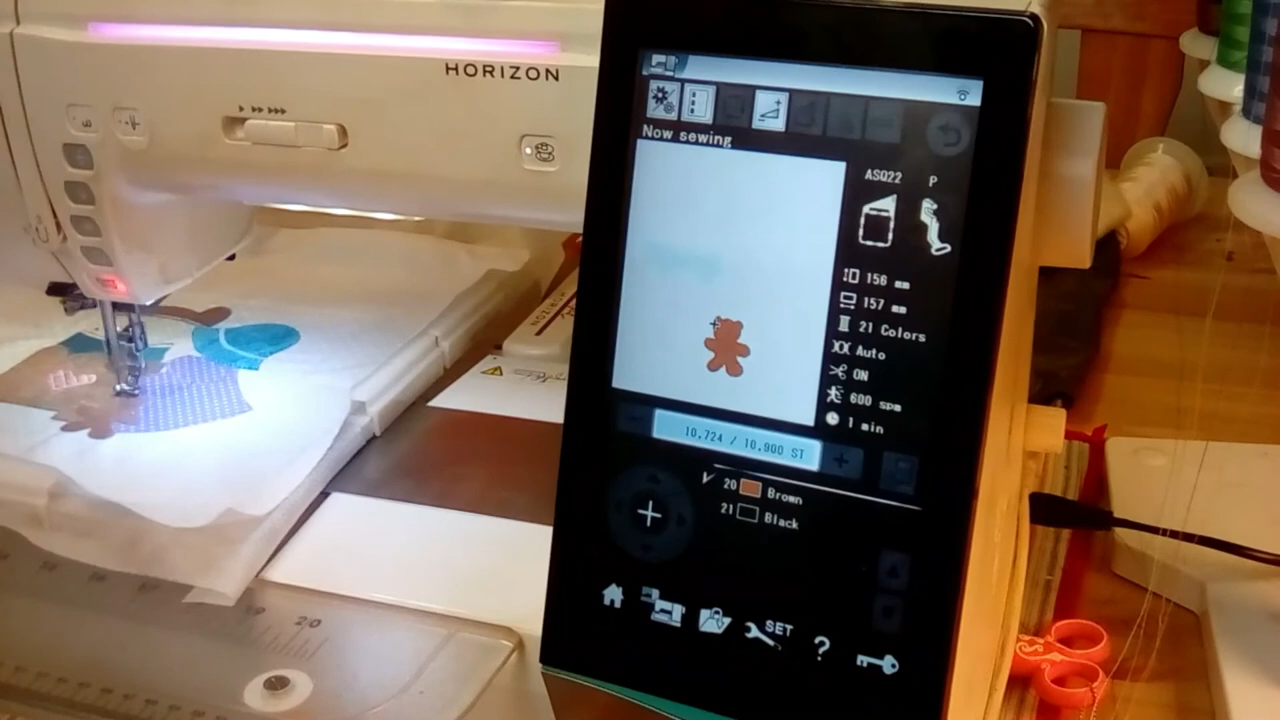 HORIZON
Now sewing
ASQ22 P
156 mm
157 mm
21 Colors
Auto
ON
600 spm
1 min
10,724 / 10,900 ST
20 Brown
21 Black
SET
?
HORIZON
20